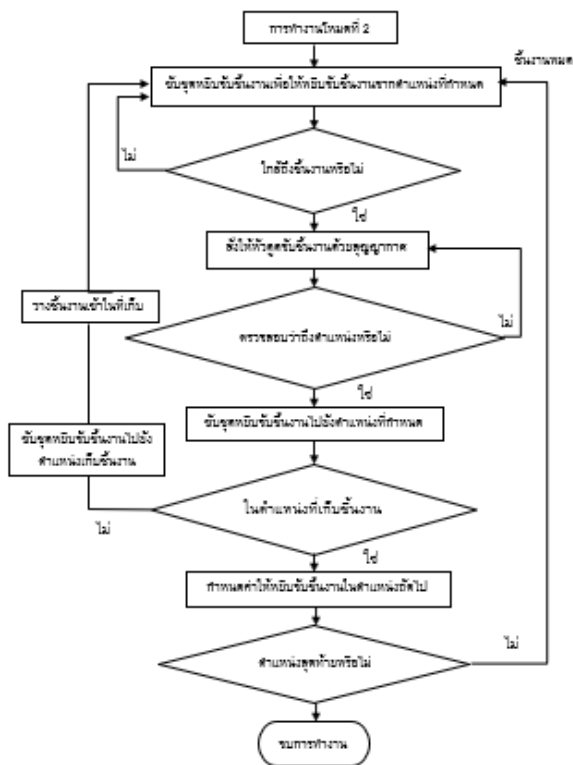 การทำงานโหมดที่ 2
ชิ้นงานหมด
ขับชุดหยิบจับชิ้นงานเพื่อให้หยิบจับชิ้นงานจากตำแหน่งที่กำหนด
ไม่
ใกล้ถึงชิ้นงานหรือไม่
ใช่
สั่งให้หัวดูดจับชิ้นงานด้วยสุญญากาศ
วางชิ้นงานเข้าในที่เก็บ
ไม่
ตรวจสอบว่าถึงตำแหน่งหรือไม่
ใช่
ขับชุดหยิบจับชิ้นงานไปยังตำแหน่งที่กำหนด
ขับชุดหยิบจับชิ้นงานไปยัง
ตำแหน่งเก็บชิ้นงาน
ในตำแหน่งที่เก็บชิ้นงาน
ไม่
ใช่
กำหนดค่าให้หยิบจับชิ้นงานในตำแหน่งถัดไป
ไม่
ตำแหน่งสุดท้ายหรือไม่
จบการทำงาน